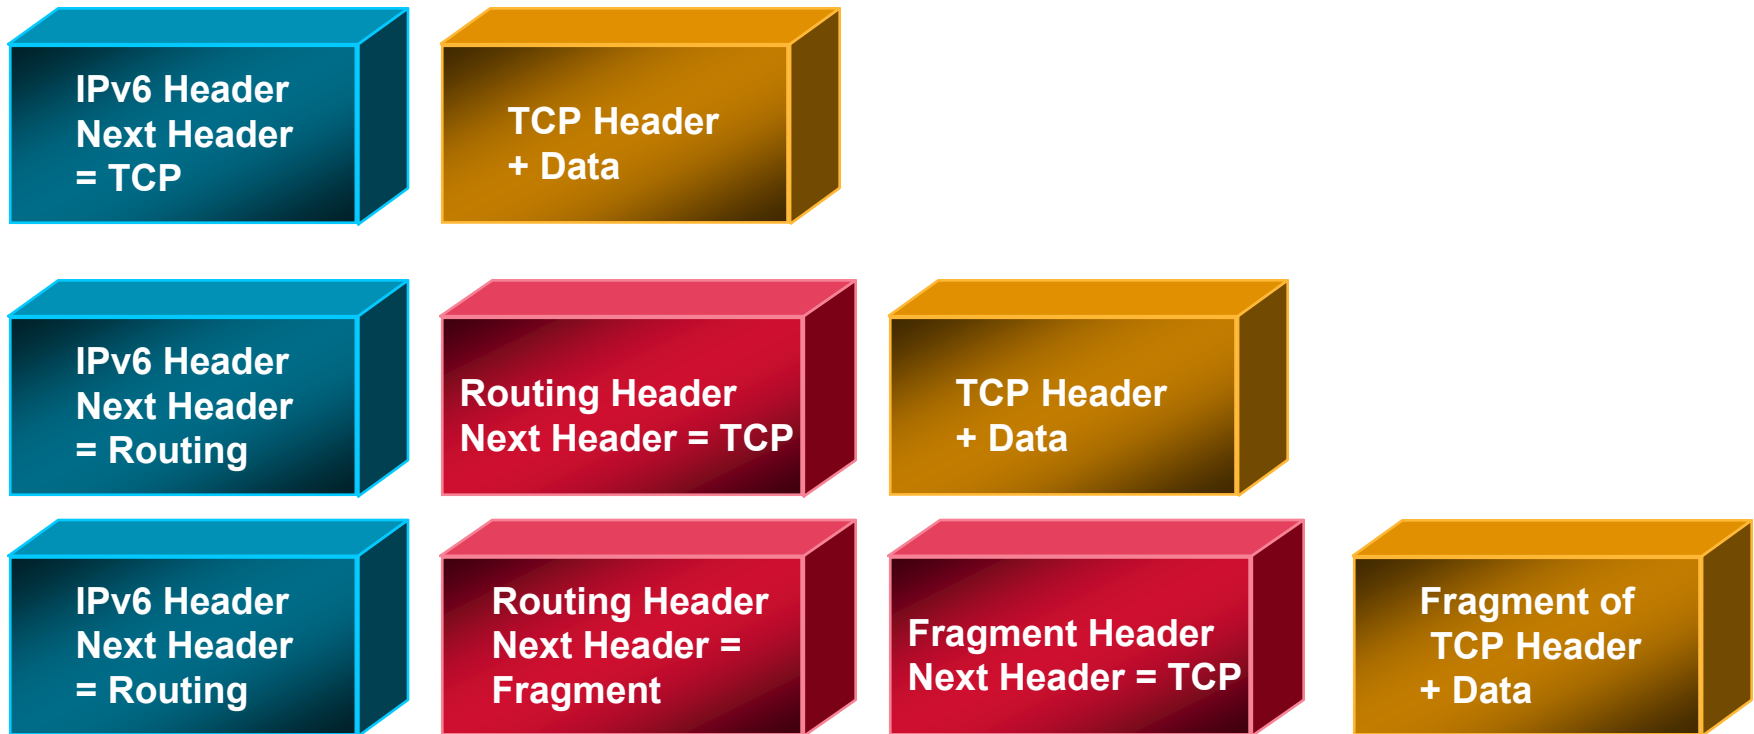 IPv6 Header
Next Header
= TCP
TCP Header
+ Data
IPv6 Header
Next Header
= Routing
Routing Header
Next Header = TCP
TCP Header
+ Data
IPv6 Header
Next Header
= Routing
Routing Header
Next Header =
Fragment
Fragment Header
Next Header = TCP
Fragment of
TCP Header
+ Data